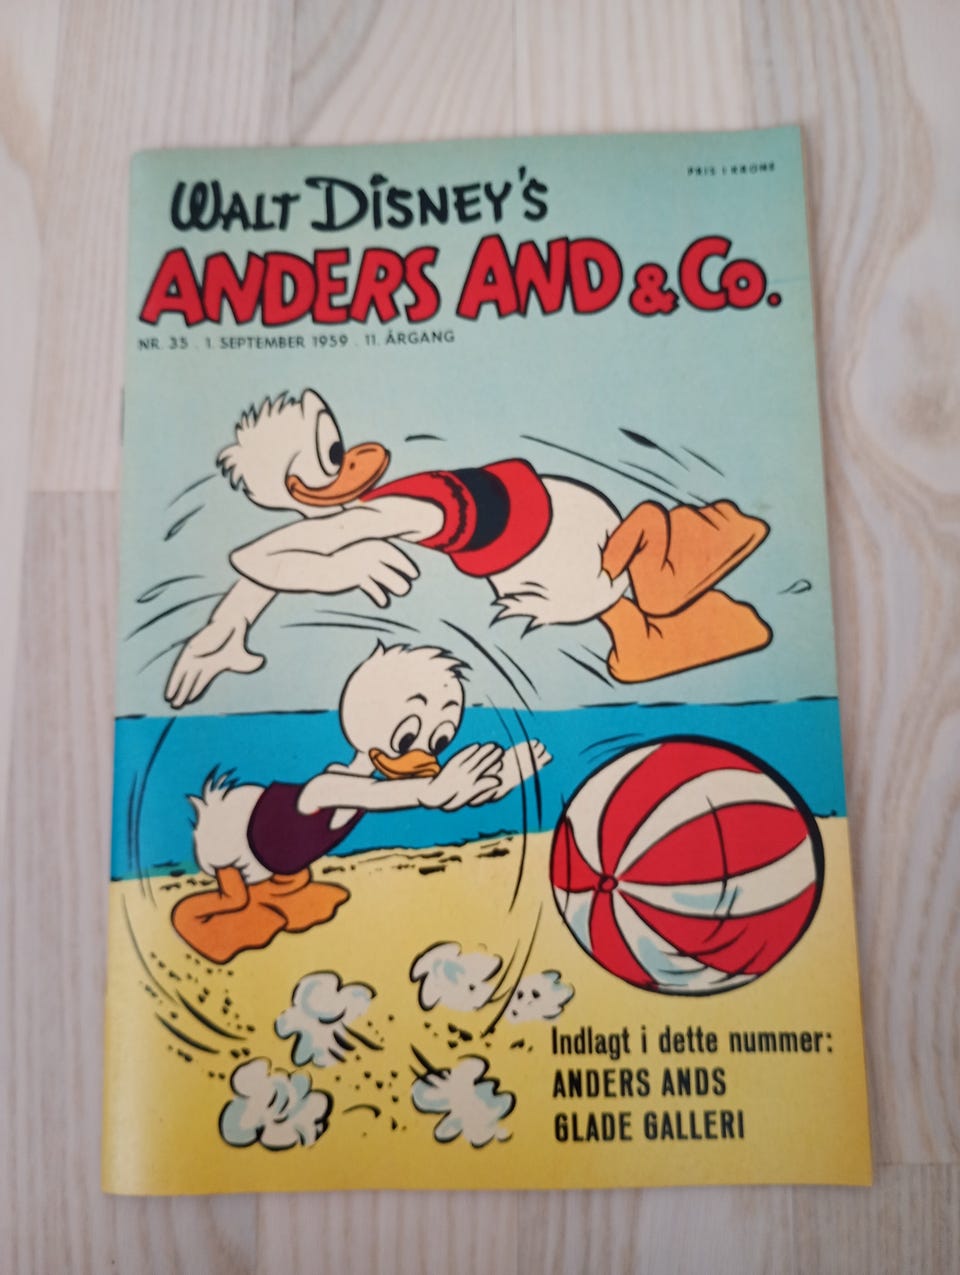 PRIS 1 KRONE
WALT DISNEY'S
ANDERS AND & Co.
NR. 35 . 1. SEPTEMBER 1959 . 11. ÅRGANG
Indlagt i dette nummer:
ANDERS ANDS
GLADE GALLERI